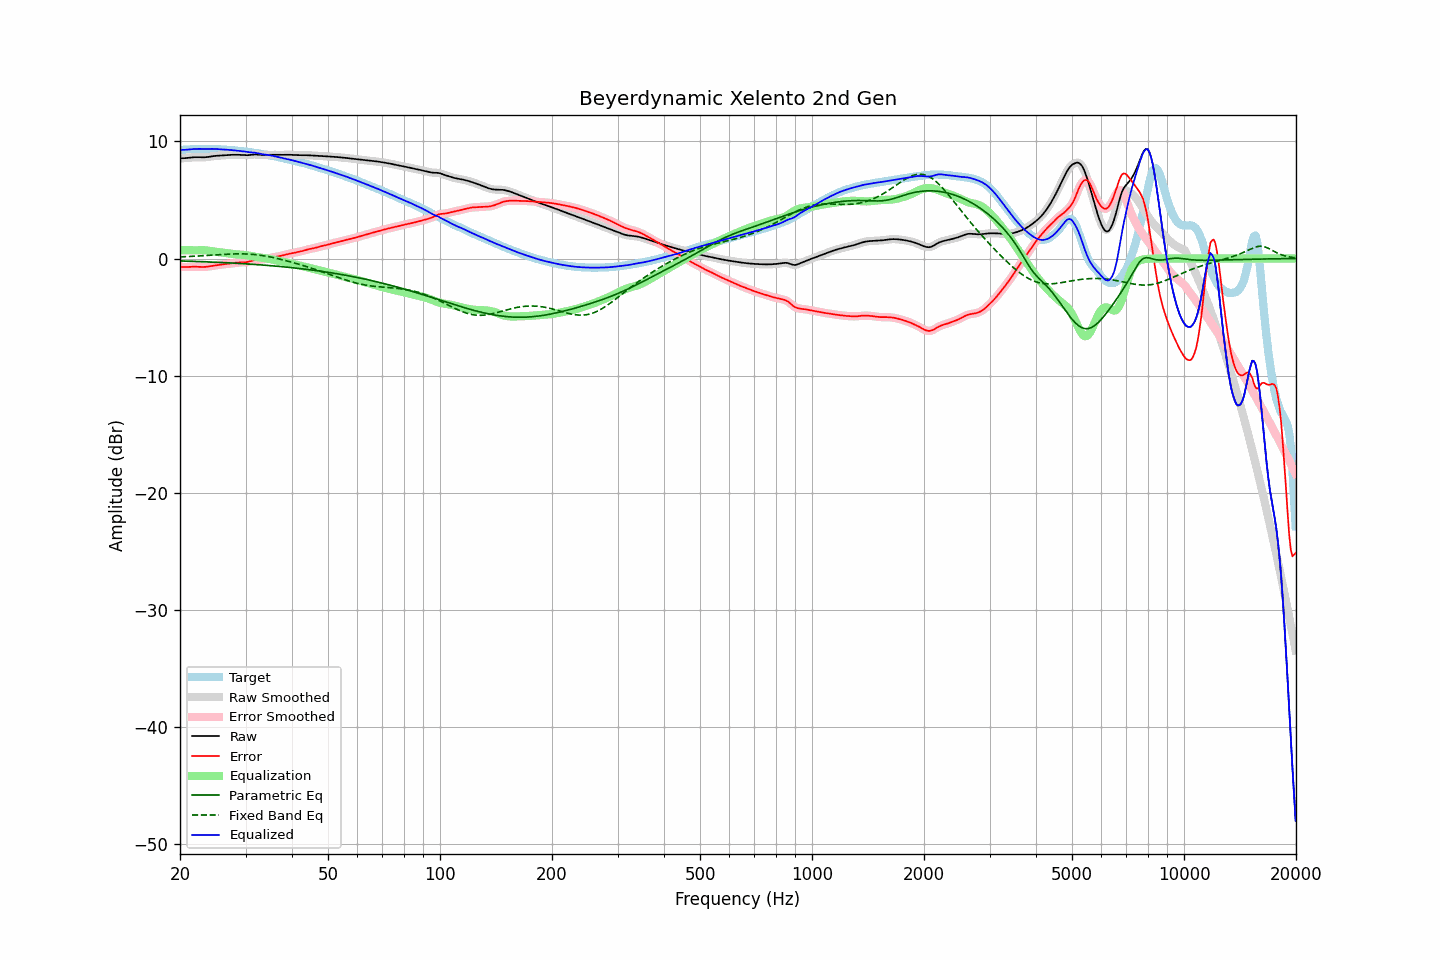 Beyerdynamic Xelento 2nd Gen
10
0
−10
−20
−30
−40
−50
Amplitude (dBr)
Target
Raw Smoothed
Error Smoothed
Raw
Error
Equalization
Parametric Eq
Fixed Band Eq
Equalized
20 50 100 200 500 1000 2000 5000 10000 20000
Frequency (Hz)